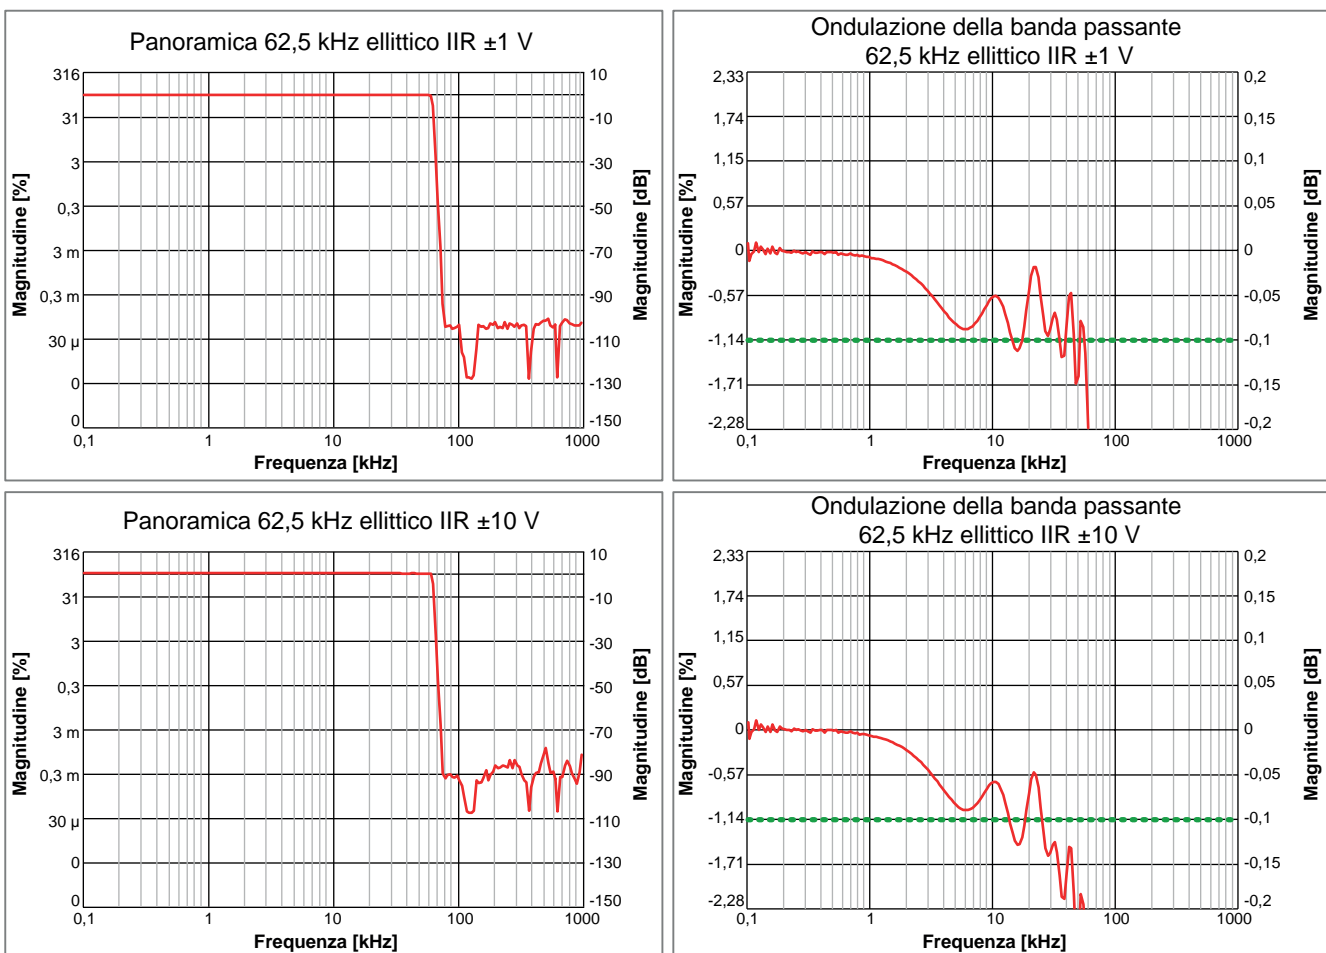 Panoramica 62,5 kHz ellittico IIR ±1 V
316
31
3
0,3
3 m
0,3 m
30 µ
0
0
10
-10
-30
-50
-70
-90
-110
-130
-150
0,1 1 10 100 1000
Magnitudine [%]
Magnitudine [dB]
Frequenza [kHz]
Ondulazione della banda passante
62,5 kHz ellittico IIR ±1 V
2,33
1,74
1,15
0,57
0
-0,57
-1,14
-1,71
-2,28
0,2
0,15
0,1
0,05
0
-0,05
-0,1
-0,15
-0,2
0,1 1 10 100 1000
Magnitudine [%]
Magnitudine [dB]
Frequenza [kHz]
Panoramica 62,5 kHz ellittico IIR ±10 V
316
31
3
0,3
3 m
0,3 m
30 µ
0
0
10
-10
-30
-50
-70
-90
-110
-130
-150
0,1 1 10 100 1000
Magnitudine [%]
Magnitudine [dB]
Frequenza [kHz]
Ondulazione della banda passante
62,5 kHz ellittico IIR ±10 V
2,33
1,74
1,15
0,57
0
-0,57
-1,14
-1,71
-2,28
0,2
0,15
0,1
0,05
0
-0,05
-0,1
-0,15
-0,2
0,1 1 10 100 1000
Magnitudine [%]
Magnitudine [dB]
Frequenza [kHz]